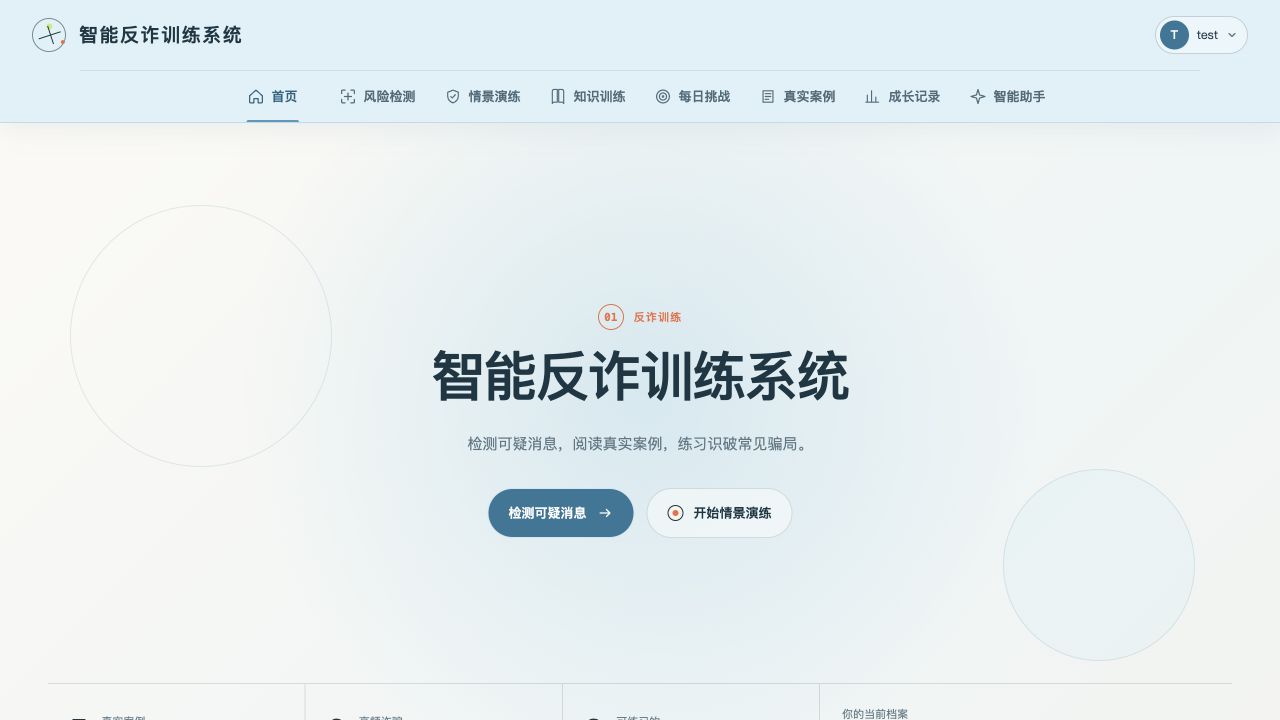 智能反诈训练系统
T test
首页 风险检测 情景演练 知识训练 每日挑战 真实案例 成长记录 智能助手
01 反诈训练
智能反诈训练系统
检测可疑消息，阅读真实案例，练习识破常见骗局。
检测可疑消息 → 开始情景演练
你的当前档案